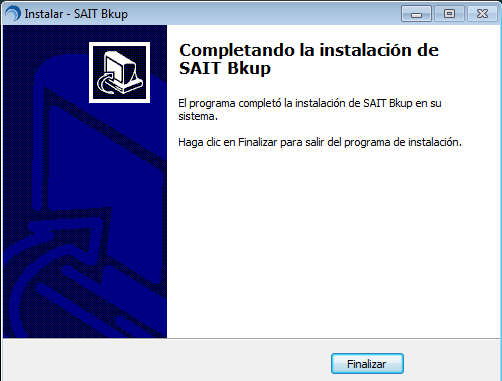 Instalar - SAIT Bkup
Completando la instalación de
SAIT Bkup
El programa completó la instalación de SAIT Bkup en su
sistema.
Haga clic en Finalizar para salir del programa de instalación.
Finalizar